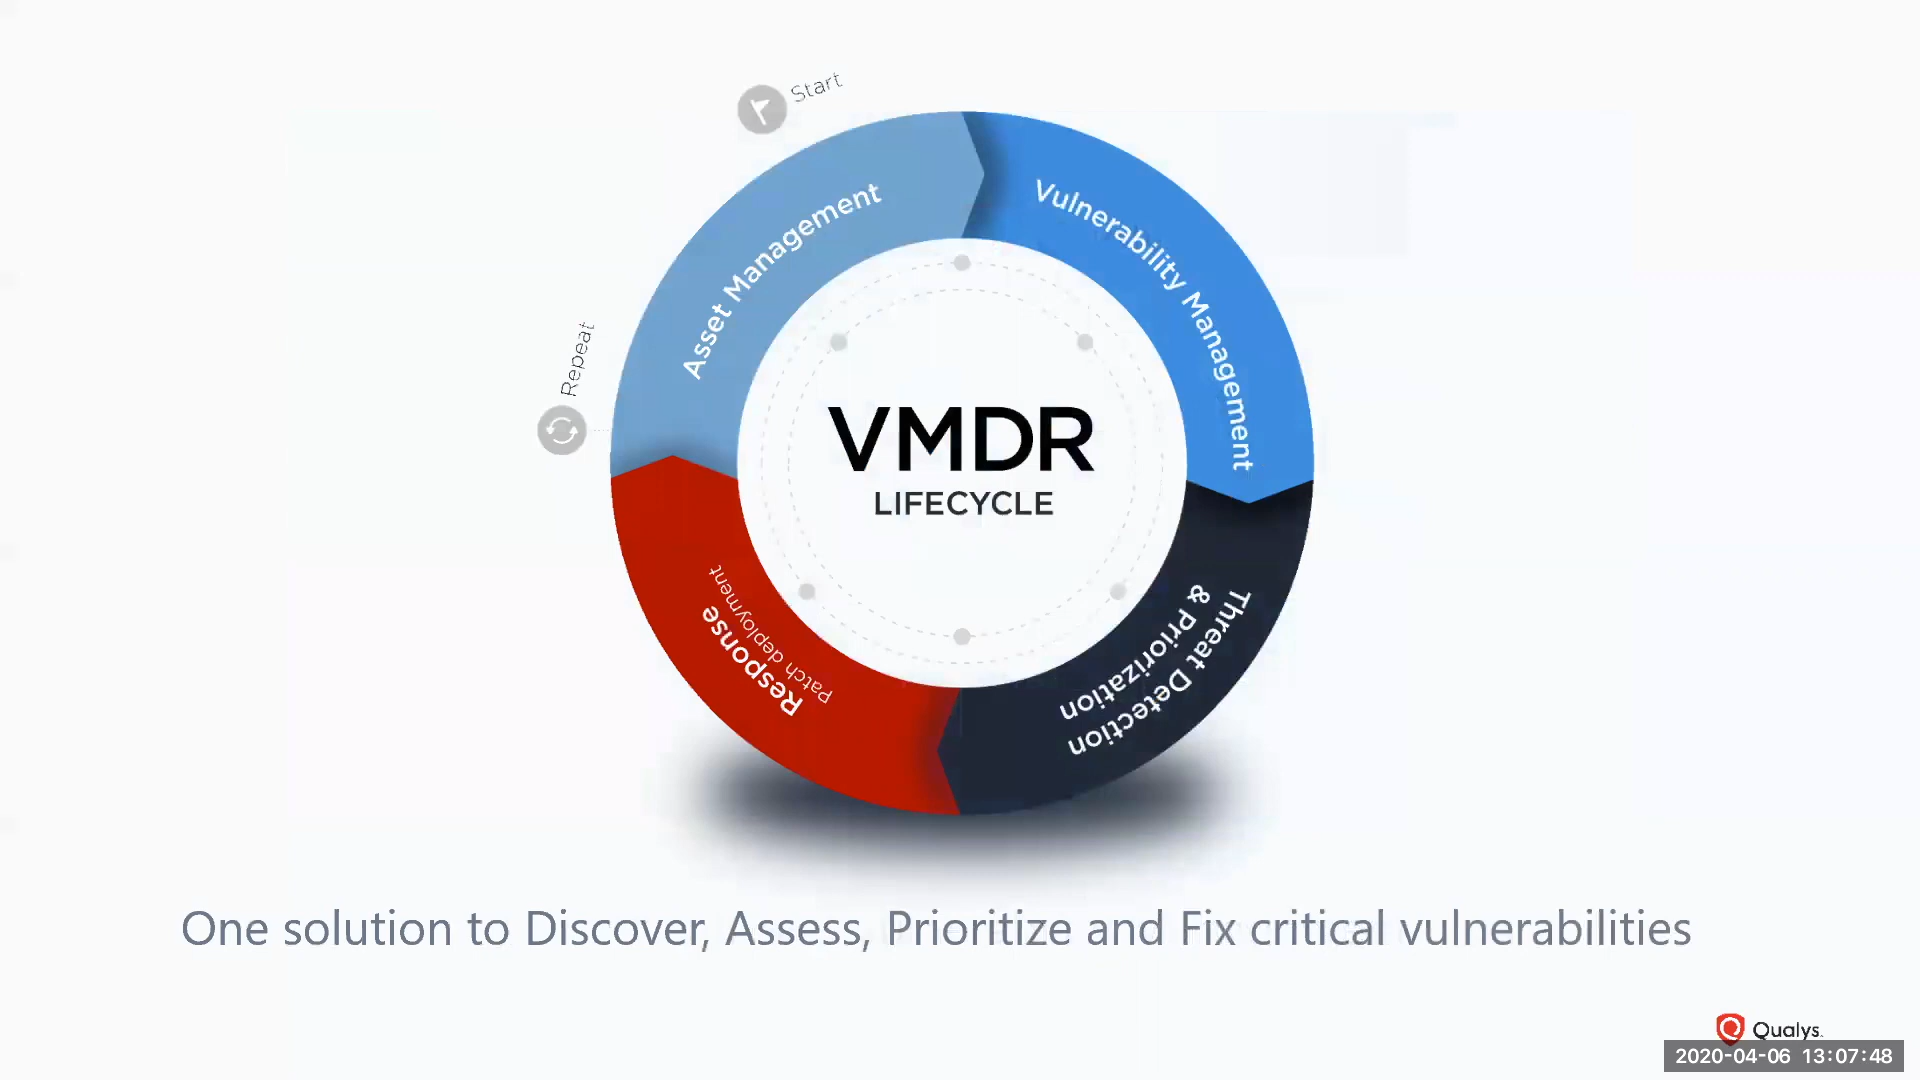 Start
Asset Management
Vulnerability Management
Repeat
VMDR
LIFECYCLE
Threat Detection
& Priorization
Response
Patch deployment
One solution to Discover, Assess, Prioritize and Fix critical vulnerabilities
Qualys.
2020-04-06 13:07:48